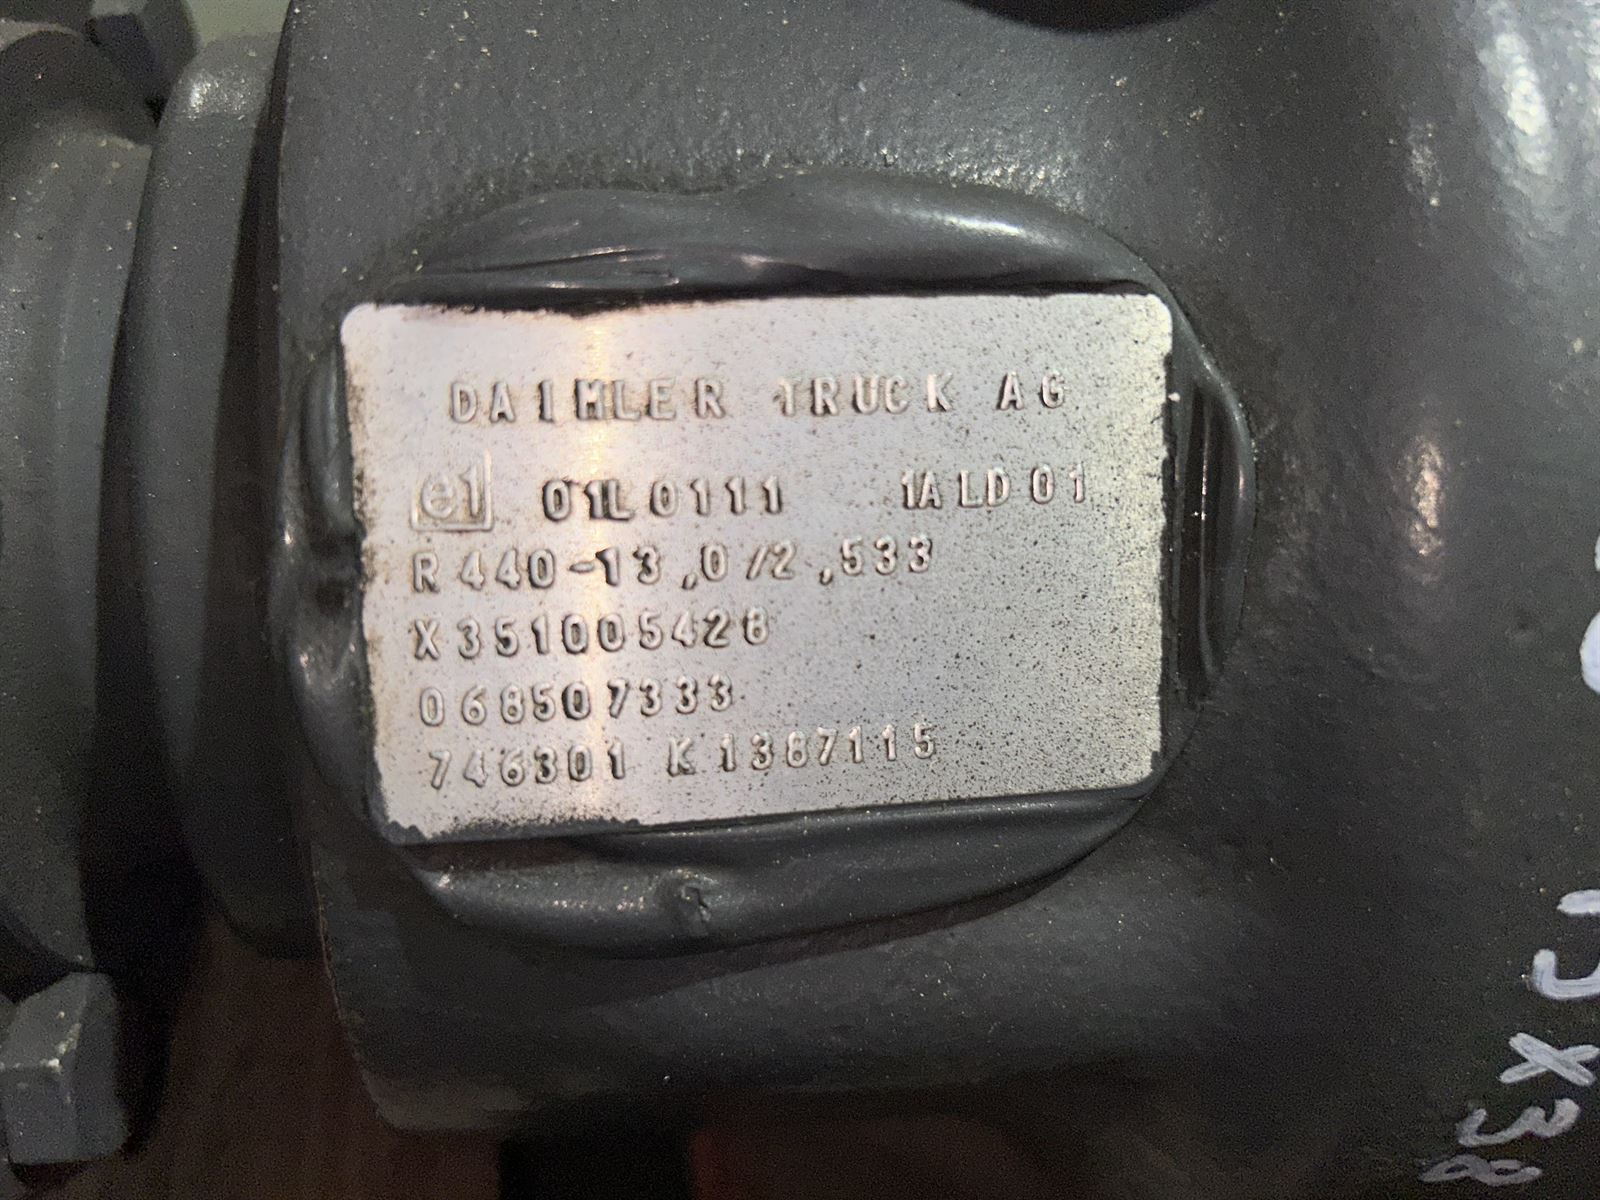 DAIMLER TRUCK AG
e1 01L0111 1ALD01
R440-13,0/2,533
X351005428
068507333
746301 K1387115